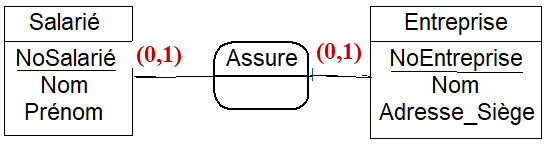 Salarié
NoSalarié
Nom
Prénom
(0,1)
Assure
(0,1)
Entreprise
NoEntreprise
Nom
Adresse_Siège